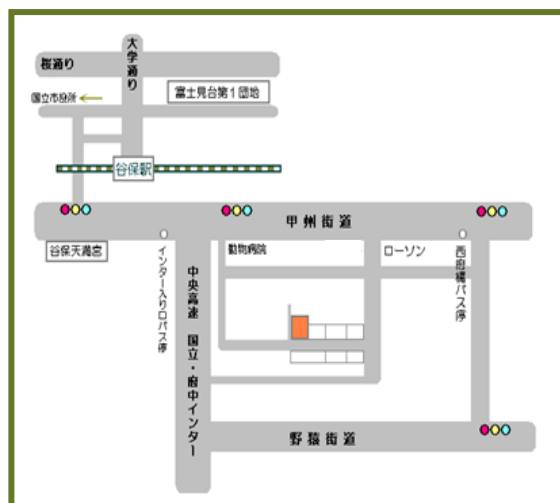 大学通り
桜通り
国立市役所
富士見台第1団地
谷保駅
甲州街道
谷保天満宮
インター入り口バス停
動物病院
ローソン
西府橋バス停
中央高速 国立・府中インター
野猿街道